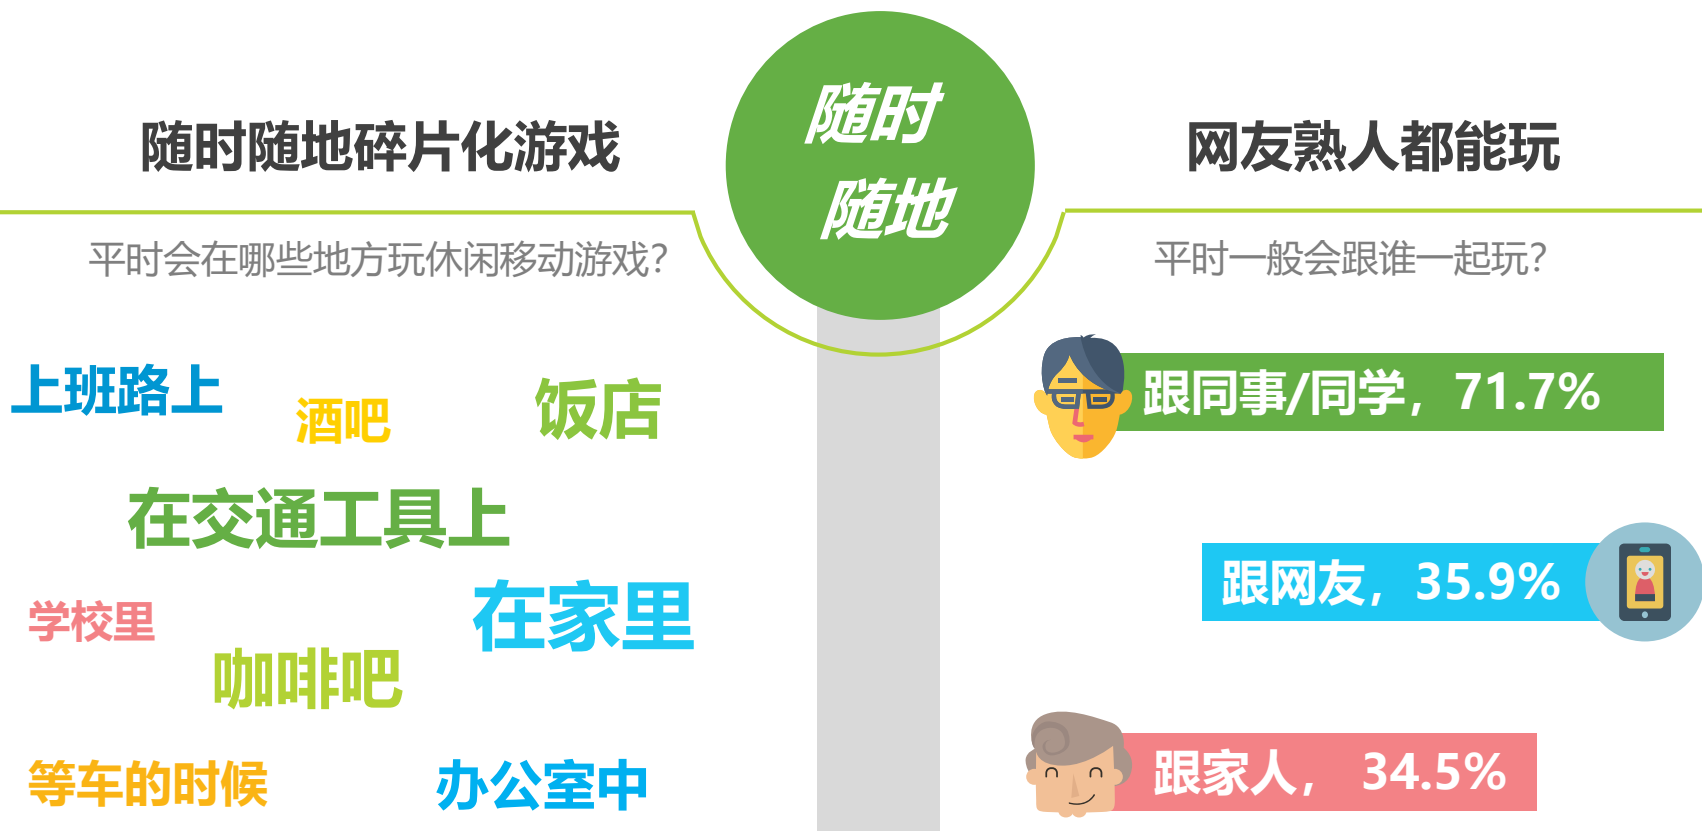 随时
随地
随时随地碎片化游戏
平时会在哪些地方玩休闲移动游戏?
上班路上
酒吧
饭店
在交通工具上
学校里
在家里
咖啡吧
等车的时候
办公室中
网友熟人都能玩
平时一般会跟谁一起玩?
跟同事/同学，71.7%
跟网友，35.9%
跟家人， 34.5%